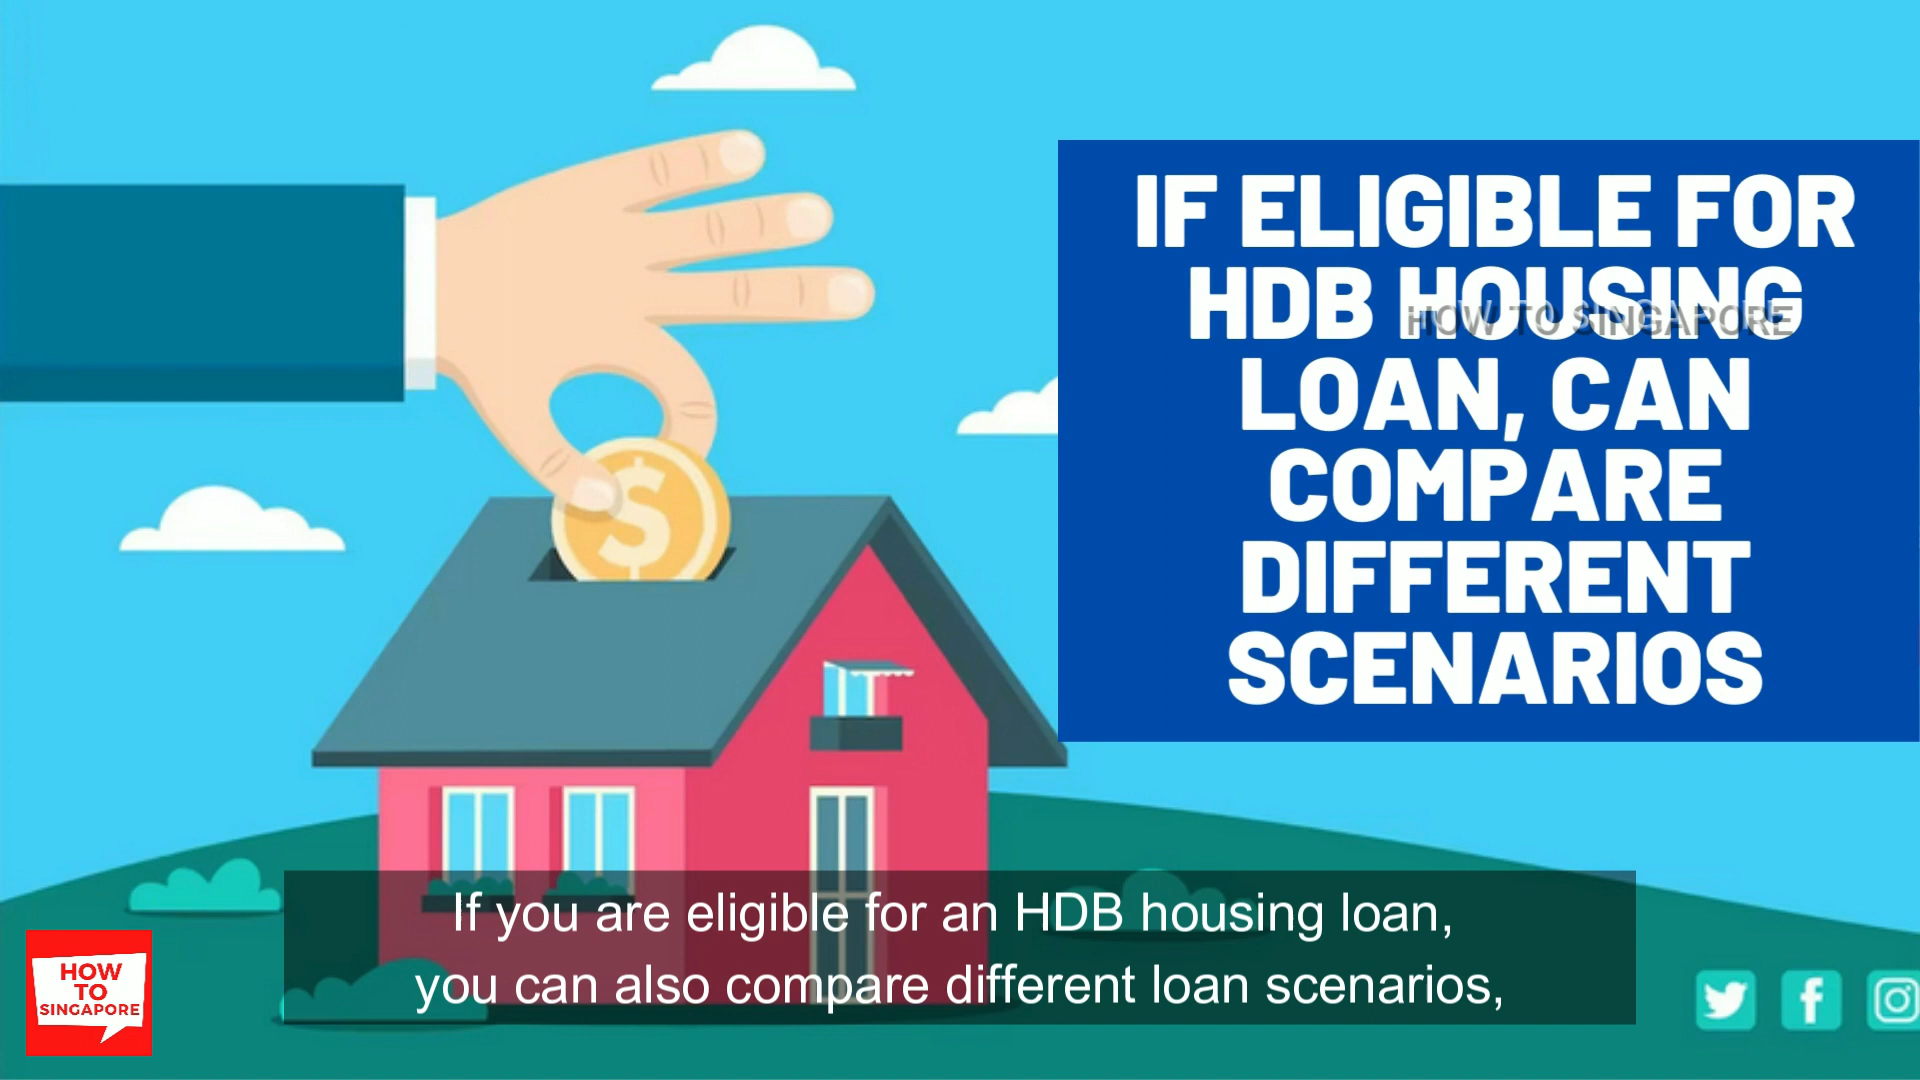 IF ELIGIBLE FOR
HDB HOUSING
HOW TO SINGAPORE
LOAN, CAN
COMPARE
DIFFERENT
SCENARIOS
$
If you are eligible for an HDB housing loan,
you can also compare different loan scenarios,
HOW
TO
SINGAPORE